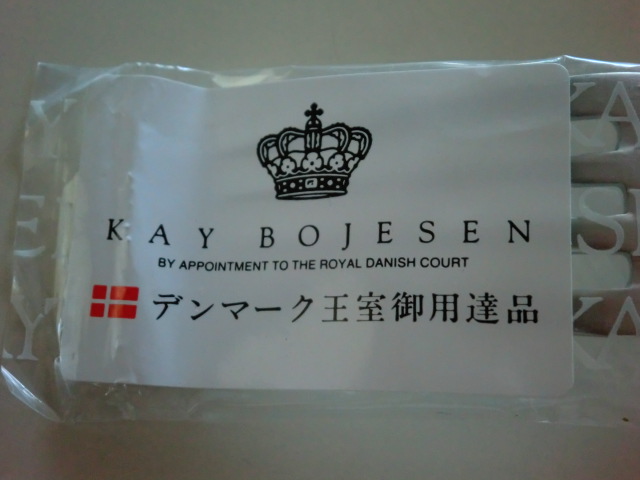 KAY BOJESEN
BY APPOINTMENT TO THE ROYAL DANISH COURT
デンマーク王室御用達品